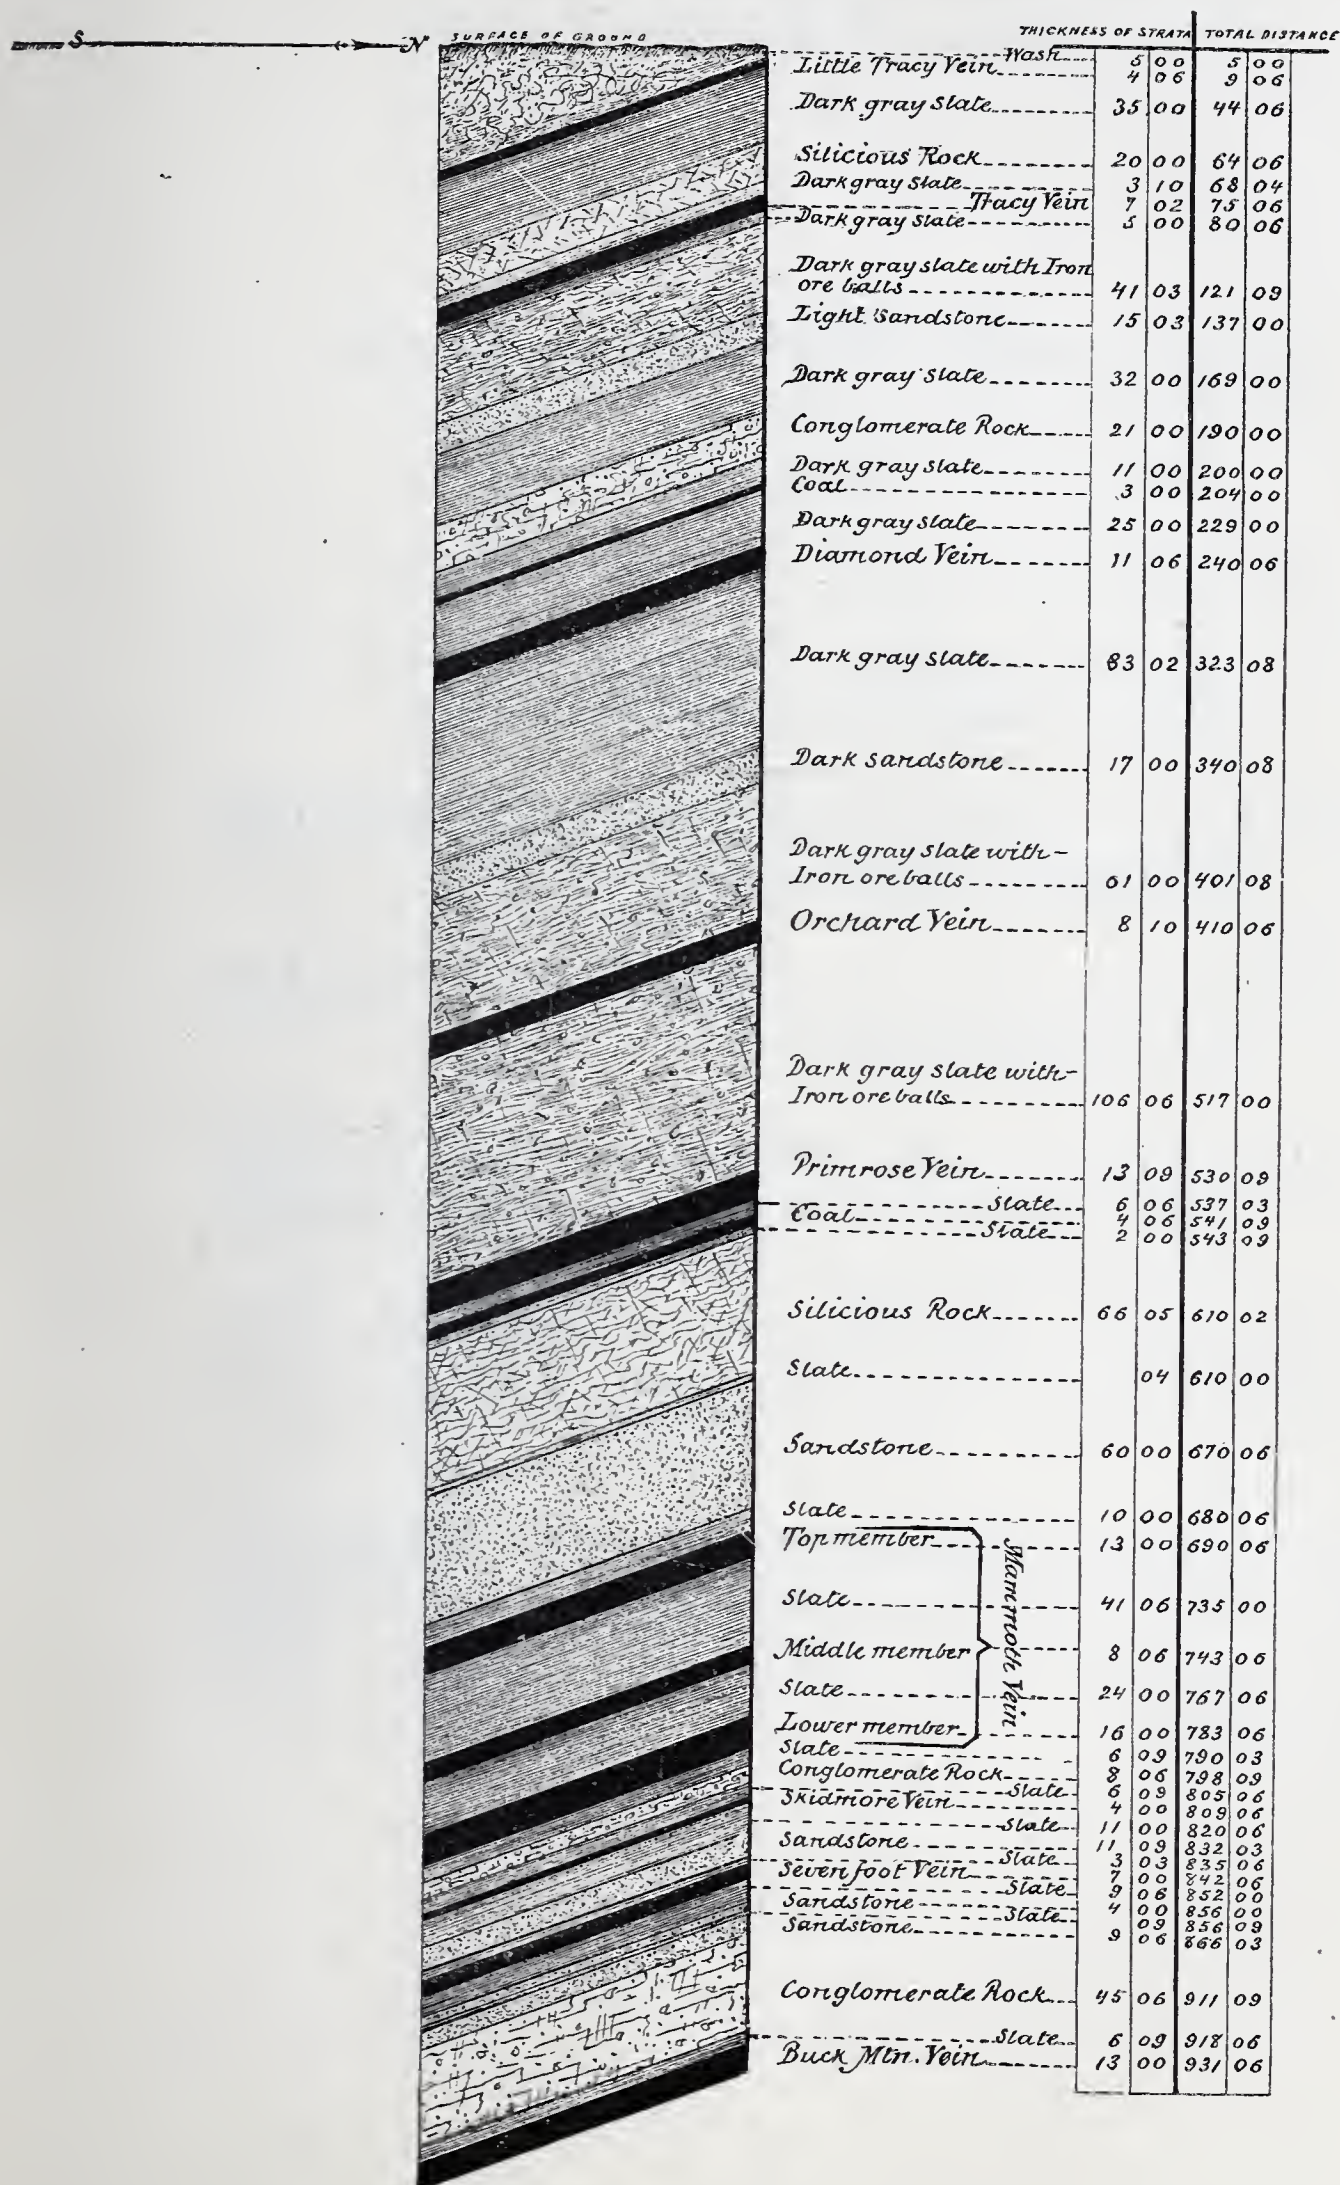 S N SURFACE OF GROUND THICKNESS OF STRATA TOTAL DISTANCE
Wash 5 00 5 00
Little Tracy Vein 4 06 9 06
Dark gray slate 35 00 44 06
Silicious Rock 20 00 64 06
Dark gray slate 3 10 68 04
Tracy Vein 7 02 75 06
Dark gray slate 5 00 80 06
Dark gray slate with Iron
ore balls 41 03 121 09
Light Sandstone 15 03 137 00
Dark gray slate 32 00 169 00
Conglomerate Rock 21 00 190 00
Dark gray slate 11 00 200 00
Coal 3 00 204 00
Dark gray slate 25 00 229 00
Diamond Vein 11 06 240 06
Dark gray slate 83 02 323 08
Dark sandstone 17 00 340 08
Dark gray slate with-
Iron ore balls 61 00 401 08
Orchard Vein 8 10 410 06
Dark gray slate with-
Iron ore balls 106 06 517 00
Primrose Vein 13 09 530 09
Slate 6 06 537 03
Coal 4 06 541 09
Slate 2 00 543 09
Silicious Rock 66 05 610 02
Slate 04 610 00
Sandstone 60 00 670 06
Slate 10 00 680 06
Top member 13 00 690 06
Mammoth Vein
Slate 41 06 735 00
Middle member 8 06 743 06
Slate 24 00 767 06
Lower member 16 00 783 06
Slate 6 09 790 03
Conglomerate Rock 8 06 798 09
Slate 6 09 805 06
Skidmore Vein 4 00 809 06
Slate 11 00 820 06
Sandstone 11 09 832 03
Slate 3 03 835 06
Seven foot Vein 7 00 842 06
Slate 9 06 852 00
Sandstone 4 00 856 00
Slate 09 856 09
Sandstone 9 06 866 03
Conglomerate Rock 45 06 911 09
Slate 6 09 918 06
Buck Mtn. Vein 13 00 931 06